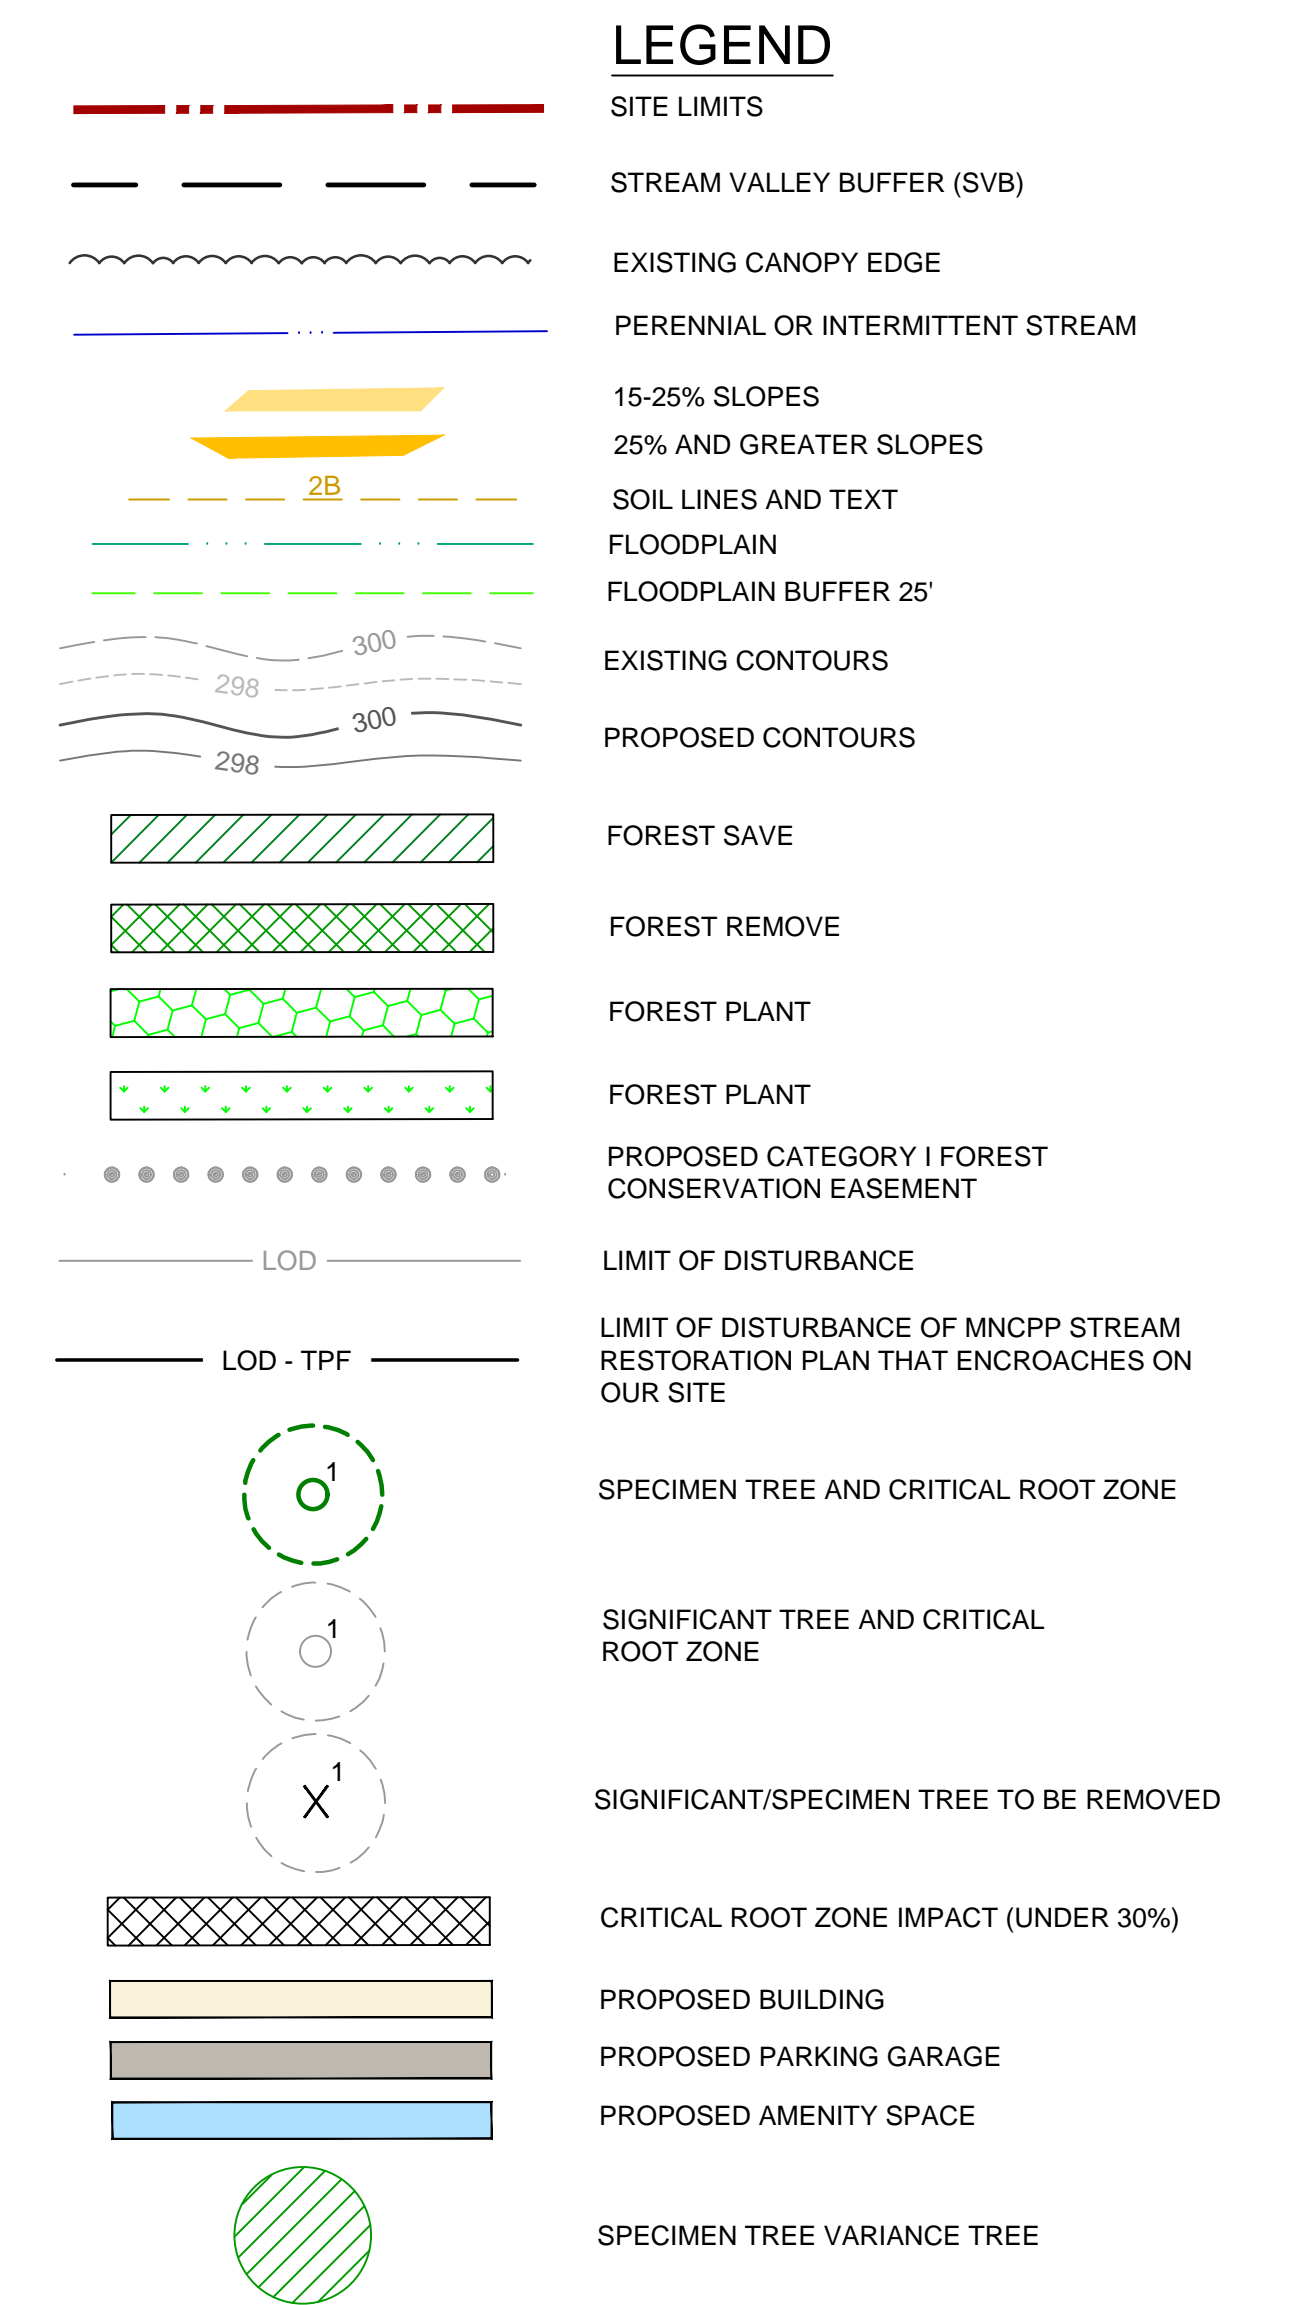 LEGEND
SITE LIMITS
STREAM VALLEY BUFFER (SVB)
EXISTING CANOPY EDGE
PERENNIAL OR INTERMITTENT STREAM
15-25% SLOPES
25% AND GREATER SLOPES
2B
SOIL LINES AND TEXT
FLOODPLAIN
FLOODPLAIN BUFFER 25'
300
298
EXISTING CONTOURS
300
298
PROPOSED CONTOURS
FOREST SAVE
FOREST REMOVE
FOREST PLANT
FOREST PLANT
PROPOSED CATEGORY I FOREST
CONSERVATION EASEMENT
LOD
LIMIT OF DISTURBANCE
LOD - TPF
LIMIT OF DISTURBANCE OF MNCPP STREAM
RESTORATION PLAN THAT ENCROACHES ON
OUR SITE
1
SPECIMEN TREE AND CRITICAL ROOT ZONE
1
SIGNIFICANT TREE AND CRITICAL
ROOT ZONE
1
SIGNIFICANT/SPECIMEN TREE TO BE REMOVED
CRITICAL ROOT ZONE IMPACT (UNDER 30%)
PROPOSED BUILDING
PROPOSED PARKING GARAGE
PROPOSED AMENITY SPACE
SPECIMEN TREE VARIANCE TREE